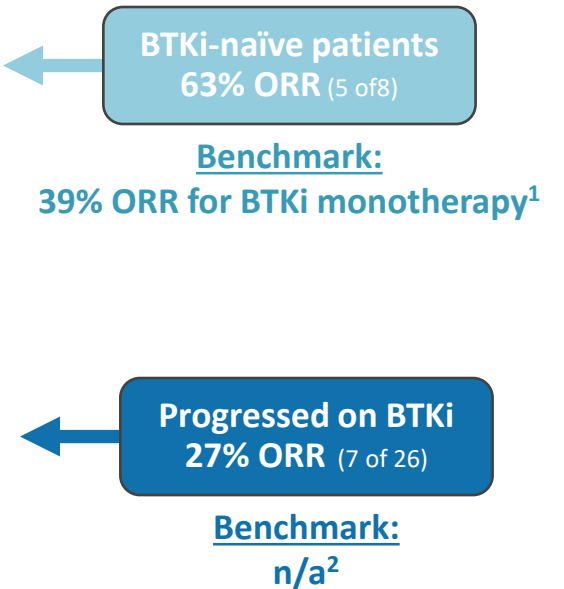 BTKi-naïve patients
63% ORR (5 of8)
Benchmark:
39% ORR for BTKi monotherapy¹
Progressed on BTKi
27% ORR (7 of 26)
Benchmark:
n/a²